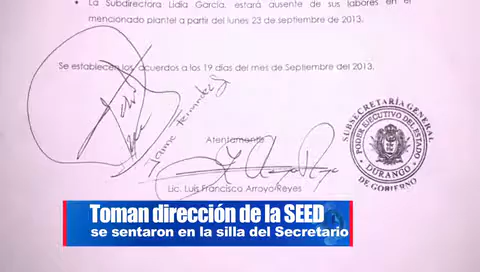 • La Subdirectora Lidia García, estará ausente de sus labores en el
mencionado plantel a partir del lunes 23 de septiembre de 2013.
Se establecen los acuerdos a los 19 días del mes de Septiembre del 2013.
Jaime Fernández S
Atentamente
Lic. Luis Francisco Arroyo Reyes
SUBSECRETARÍA GENERAL
DE GOBIERNO
PODER EJECUTIVO DEL ESTADO
DURANGO
Toman dirección de la SEED
se sentaron en la silla del Secretario